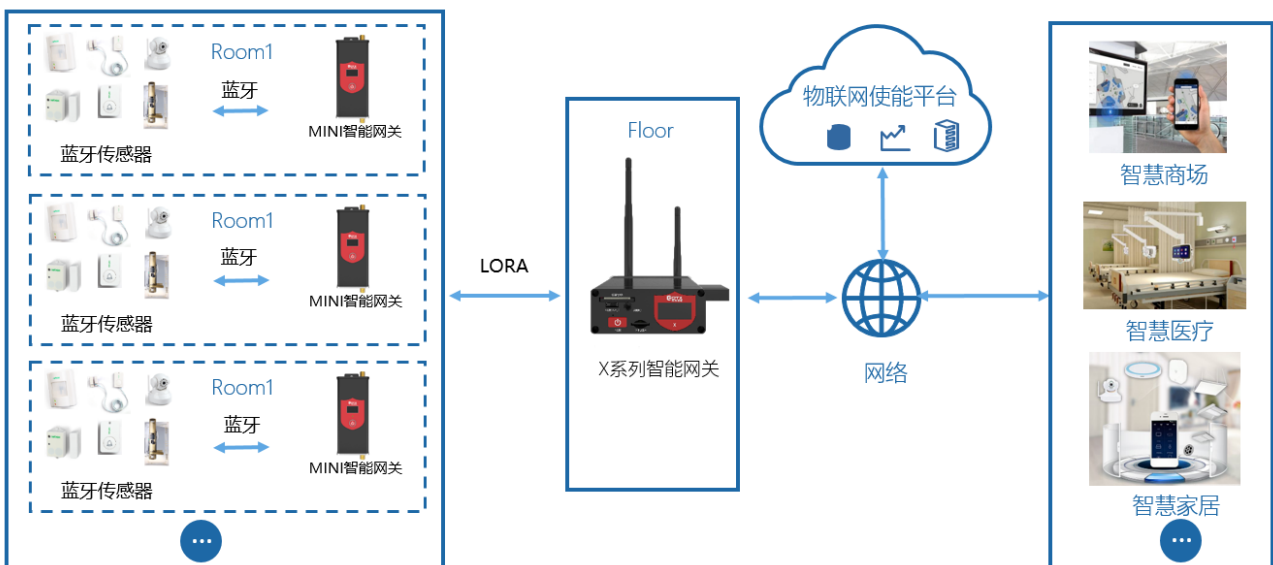 Room1
蓝牙
MINI智能网关
蓝牙传感器
Room1
蓝牙
MINI智能网关
蓝牙传感器
Room1
蓝牙
MINI智能网关
蓝牙传感器
LORA
Floor
X系列智能网关
X
物联网使能平台
网络
智慧商场
智慧医疗
智慧家居